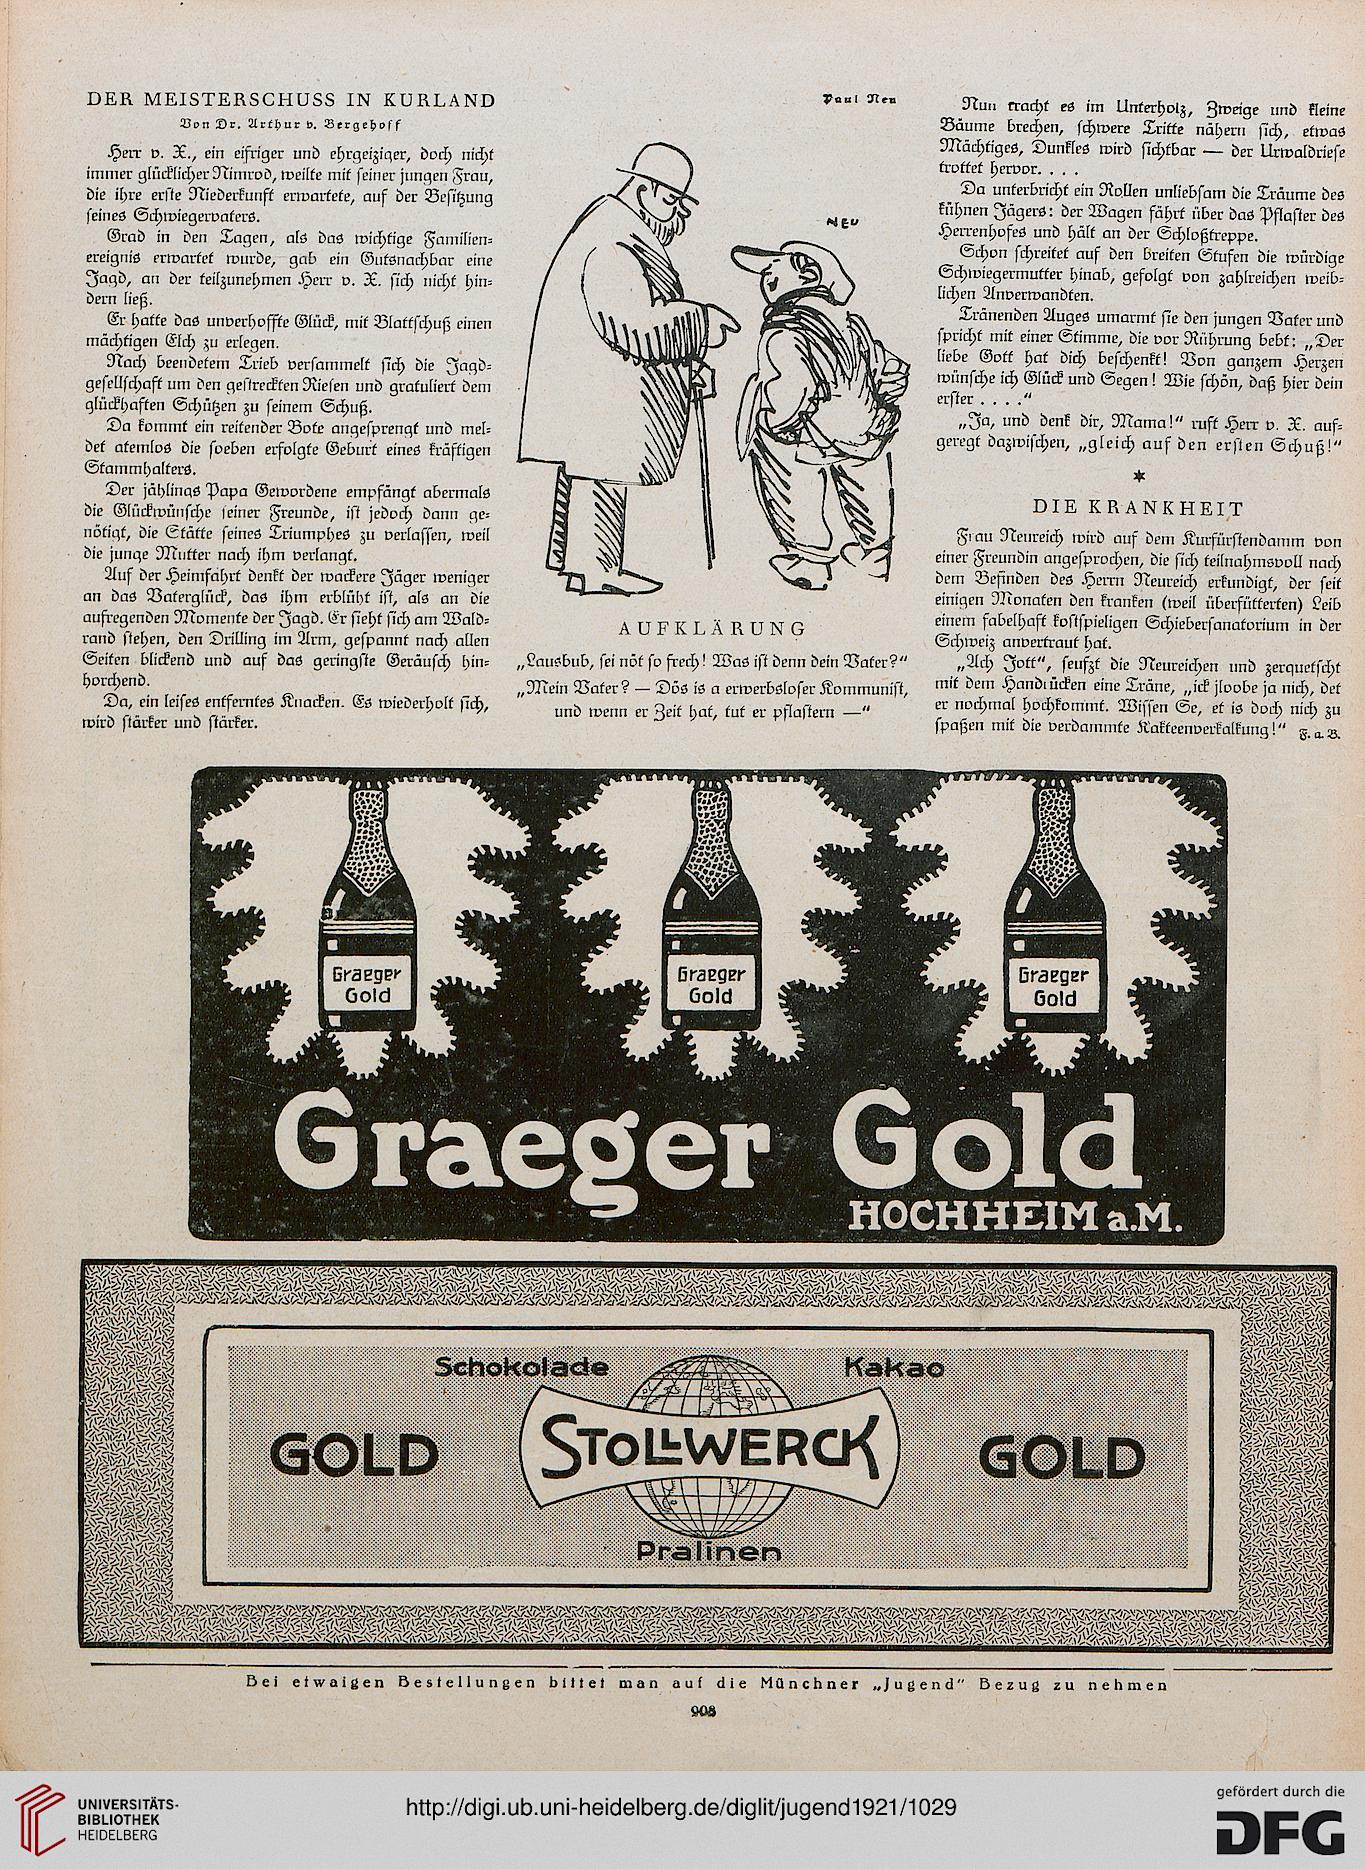 DER MEISTERSCHUSS IN KURLAND
Von Dr. Arthur v. Bergehoff
Herr v. X., ein eifriger und ehrgeiziger, doch nicht
immer glücklicher Nimrod, weilte mit seiner jungen Frau,
die ihre erste Niederkunft erwartete, auf der Besitzung
seines Schwiegervaters.
Grad in den Tagen, als das wichtige Familien-
ereignis erwartet wurde, gab ein Gutsnachbar eine
Jagd, an der teilzunehmen Herr v. X. sich nicht hin-
dern ließ.
Er hatte das unverhoffte Glück, mit Blattschuß einen
mächtigen Elch zu erlegen.
Nach beendetem Trieb versammelt sich die Jagd-
gesellschaft um den gestreckten Riesen und gratuliert dem
glückhaften Schützen zu seinem Schuß.
Da kommt ein reitender Bote angesprengt und mel-
det atemlos die soeben erfolgte Geburt eines kräftigen
Stammhalters.
Der jählings Papa Gewordene empfängt abermals
die Glückwünsche seiner Freunde, ist jedoch dann ge-
nötigt, die Stätte seines Triumphes zu verlassen, weil
die junge Mutter nach ihm verlangt.
Auf der Heimfahrt denkt der wackere Jäger weniger
an das Vaterglück, das ihm erblüht ist, als an die
aufregenden Momente der Jagd. Er sieht sich am Wald-
rand stehen, den Drilling im Arm, gespannt nach allen
Seiten blickend und auf das geringste Geräusch hin-
horchend.
Da, ein leises entferntes Knacken. Es wiederholt sich,
wird stärker und stärker.
Paul Neu
NEU
AUFKLÄRUNG
„Lausbub, sei nöt so frech! Was ist denn dein Vater?“
„Mein Vater? — Dös is a erwerbsloser Kommunist,
und wenn er Zeit hat, tut er pflastern —“
Nun kracht es im Unterholz, Zweige und kleine
Bäume brechen, schwere Tritte nähern sich, etwas
Mächtiges, Dunkles wird sichtbar — der Urwaldriese
trottet hervor. . . .
Da unterbricht ein Rollen unliebsam die Träume des
kühnen Jägers: der Wagen fährt über das Pflaster des
Herrenhofes und hält an der Schloßtreppe.
Schon schreitet auf den breiten Stufen die würdige
Schwiegermutter hinab, gefolgt von zahlreichen weib-
lichen Anverwandten.
Tränenden Auges umarmt sie den jungen Vater und
spricht mit einer Stimme, die vor Rührung bebt: „Der
liebe Gott hat dich beschenkt! Von ganzem Herzen
wünsche ich Glück und Segen! Wie schön, daß hier dein
erster . . . .“
„Ja, und denk dir, Mama!“ ruft Herr v. X. auf-
geregt dazwischen, „gleich auf den ersten Schuß!“
*
DIE KRANKHEIT
Frau Neureich wird auf dem Kurfürstendamm von
einer Freundin angesprochen, die sich teilnahmsvoll nach
dem Befinden des Herrn Neureich erkundigt, der seit
einigen Monaten den kranken (weil überfütterten) Leib
einem fabelhaft kostspieligen Schiebersanatorium in der
Schweiz anvertraut hat.
„Ach Jott“, seufzt die Neureichen und zerquetscht
mit dem Handrücken eine Träne, „ick jloobe ja nich, det
er nochmal hochkommt. Wissen Se, et is doch nich zu
spaßen mit die verdammte Kakteenverkalkung!“ F. a. B.
Graeger
Gold
Graeger
Gold
Graeger
Gold
Graeger Gold
HOCHHEIM a.M.
Schokolade Kakao
GOLD STOLLWERCK GOLD
Pralinen
Bei etwaigen Bestellungen bittet man auf die Münchner „Jugend“ Bezug zu nehmen
908
UNIVERSITÄTS-
BIBLIOTHEK
HEIDELBERG
http://digi.ub.uni-heidelberg.de/diglit/jugend1921/1029
gefördert durch die
DFG